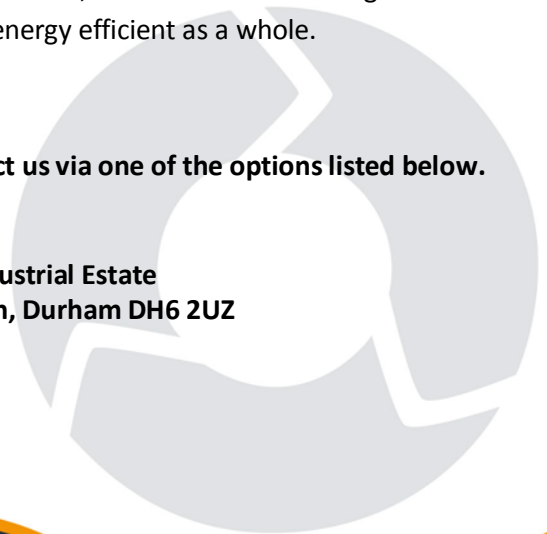 energy efficient as a whole.
ct us via one of the options listed below.
ustrial Estate
n, Durham DH6 2UZ